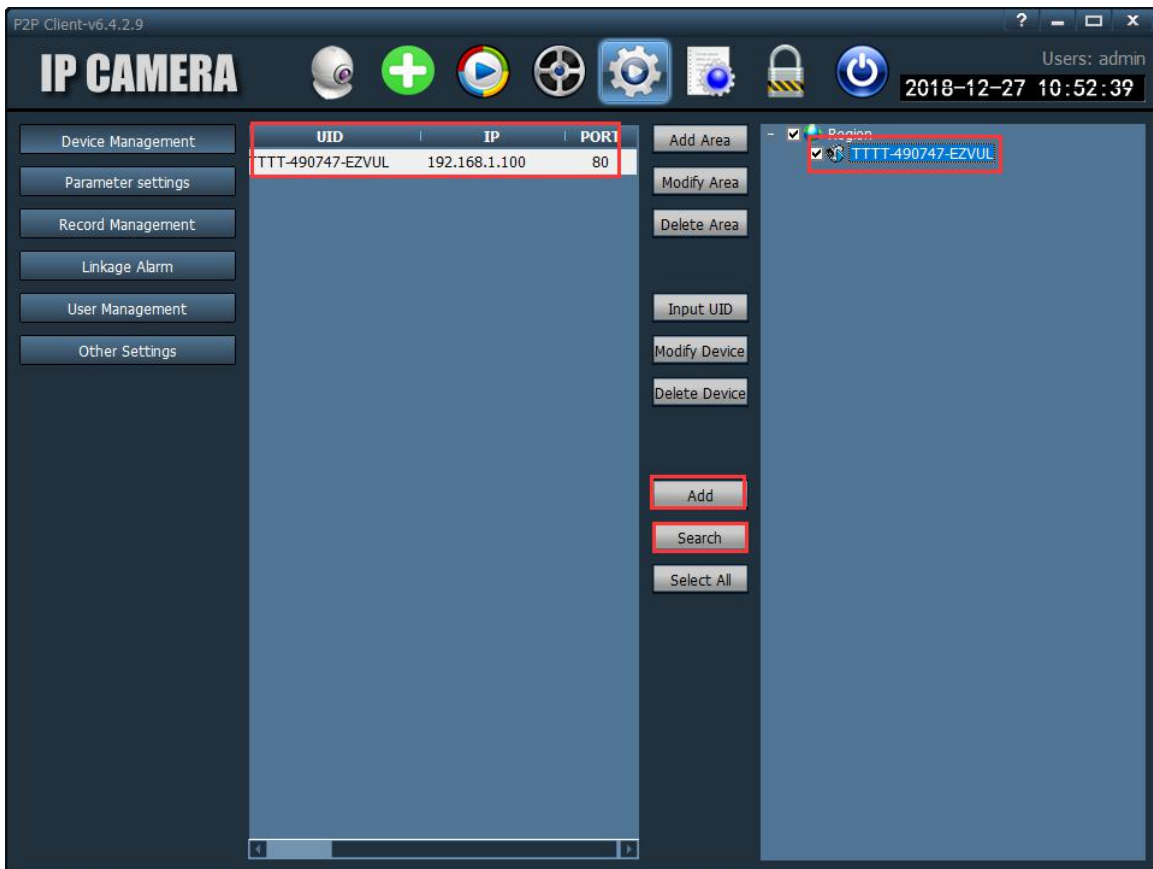 P2P Client-v6.4.2.9
IP CAMERA
Users: admin
2018-12-27 10:52:39
Device Management
Parameter settings
Record Management
Linkage Alarm
User Management
Other Settings
UID IP PORT
TTTT-490747-EZVUL 192.168.1.100 80
Add Area
Modify Area
Delete Area
Input UID
Modify Device
Delete Device
Add
Search
Select All
Region
TTTT-490747-EZVUL